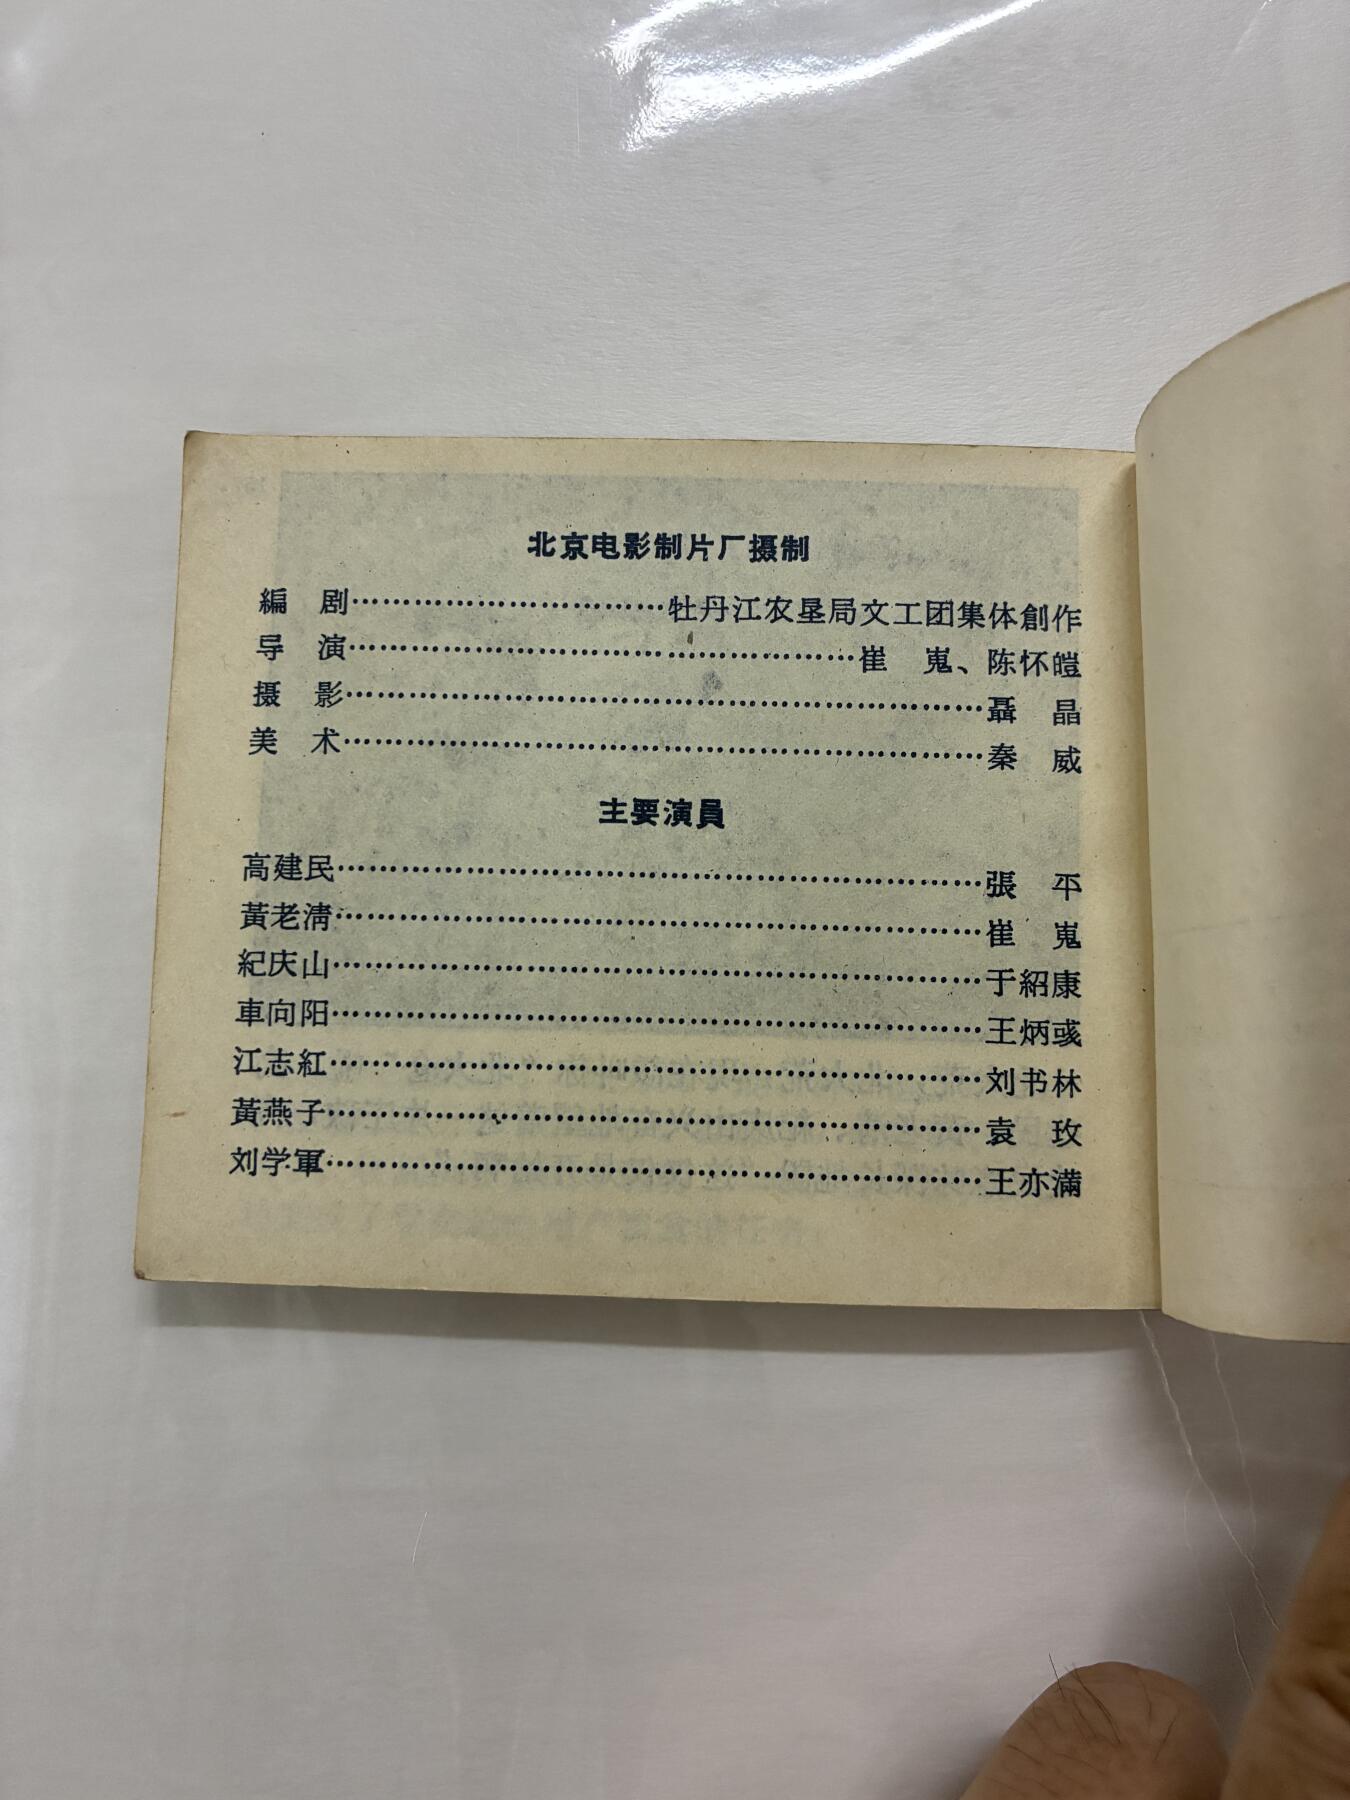 北京电影制片厂摄制
編 剧……………………………牡丹江农垦局文工团集体創作
导 演……………………………………………崔 嵬、陈怀皑
摄 影…………………………………………………………聶 晶
美 术…………………………………………………………秦 威
主要演員
高建民…………………………………………………………張 平
黃老清…………………………………………………………崔 嵬
紀庆山…………………………………………………………于紹康
車向阳…………………………………………………………王炳彧
江志紅…………………………………………………………刘书林
黃燕子…………………………………………………………袁 玫
刘学軍…………………………………………………………王亦滿